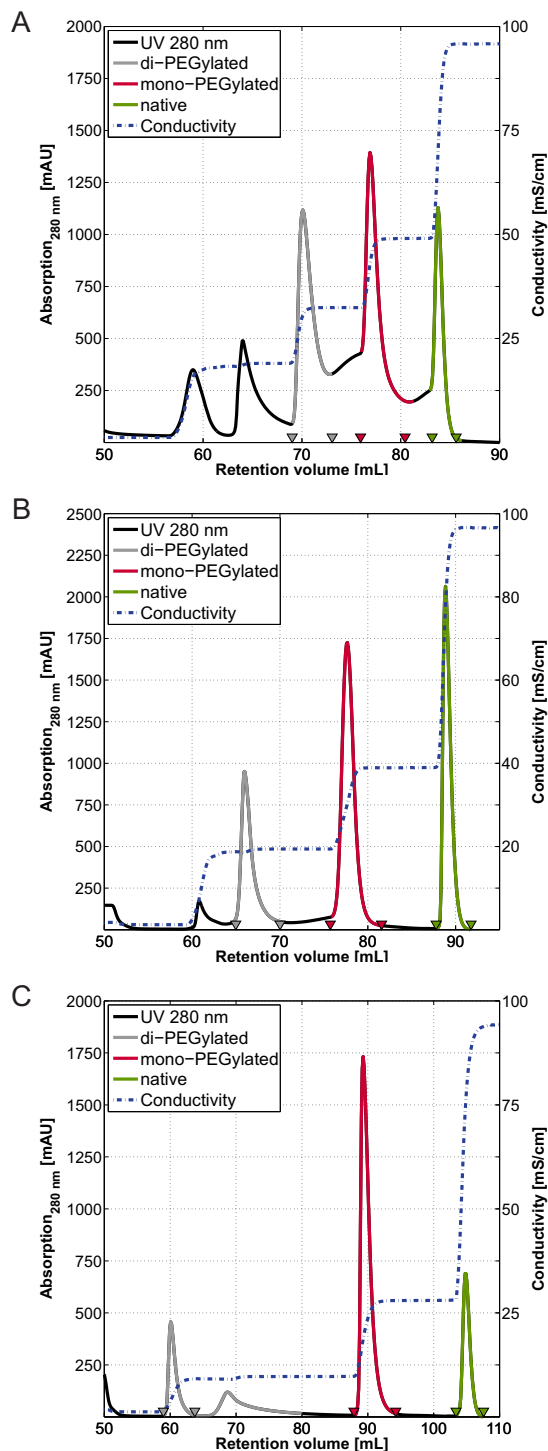 A
UV 280 nm
di−PEGylated
mono−PEGylated
native
Conductivity
Absorption280 nm [mAU]
2000
1750
1500
1250
1000
750
500
250
Conductivity [mS/cm]
100
75
50
25
50 60 70 80 90
Retention volume [mL]
B
UV 280 nm
di−PEGylated
mono−PEGylated
native
Conductivity
Absorption280 nm [mAU]
2500
2250
2000
1750
1500
1250
1000
750
500
250
Conductivity [mS/cm]
100
80
60
40
20
50 60 70 80 90
Retention volume [mL]
C
UV 280 nm
di−PEGylated
mono−PEGylated
native
Conductivity
Absorption280 nm [mAU]
2000
1750
1500
1250
1000
750
500
250
Conductivity [mS/cm]
100
75
50
25
50 60 70 80 90 100 110
Retention volume [mL]